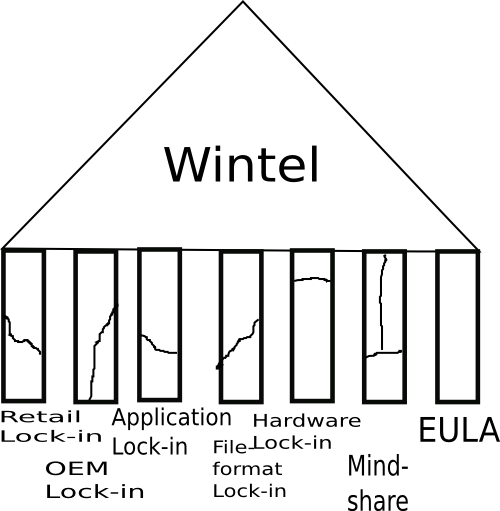 Wintel
Retail
Lock-in
OEM
Lock-in
Application
Lock-in
File-
format
Lock-in
Hardware
Lock-in
Mind-
share
EULA